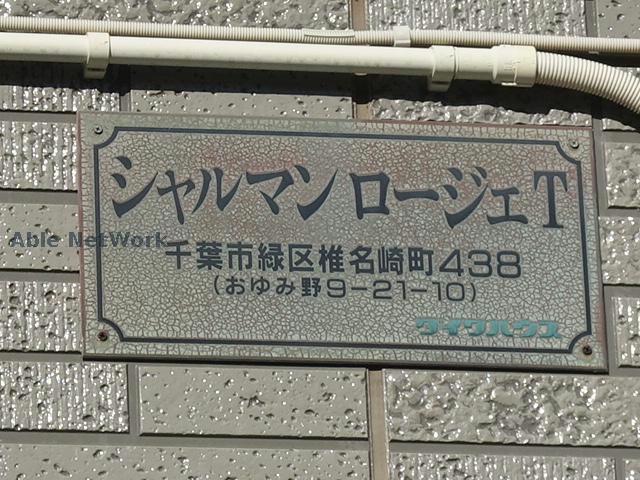 シャルマン ロージェT
千葉市緑区椎名崎町438
(おゆみ野9-21-10)
ダイワハウス
Able NetWork